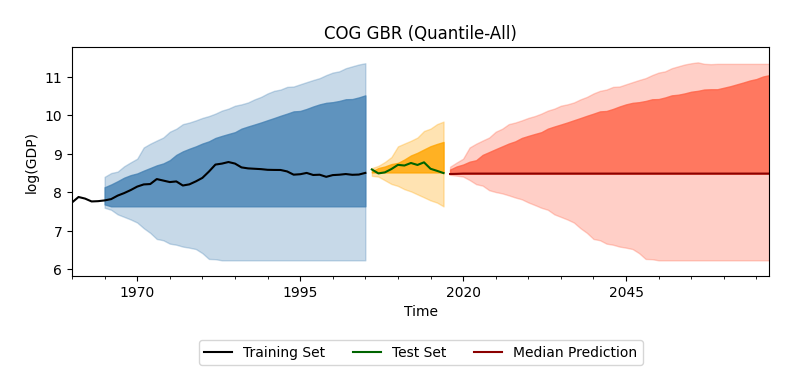 COG GBR (Quantile-All)
11
10
9
8
7
6
log(GDP)
1970
1995
2020
2045
Time
Training Set
Test Set
Median Prediction